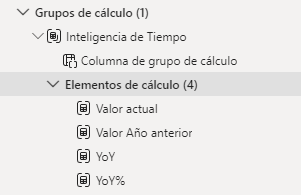 Grupos de cálculo (1)
Inteligencia de Tiempo
Columna de grupo de cálculo
Elementos de cálculo (4)
Valor actual
Valor Año anterior
YoY
YoY%